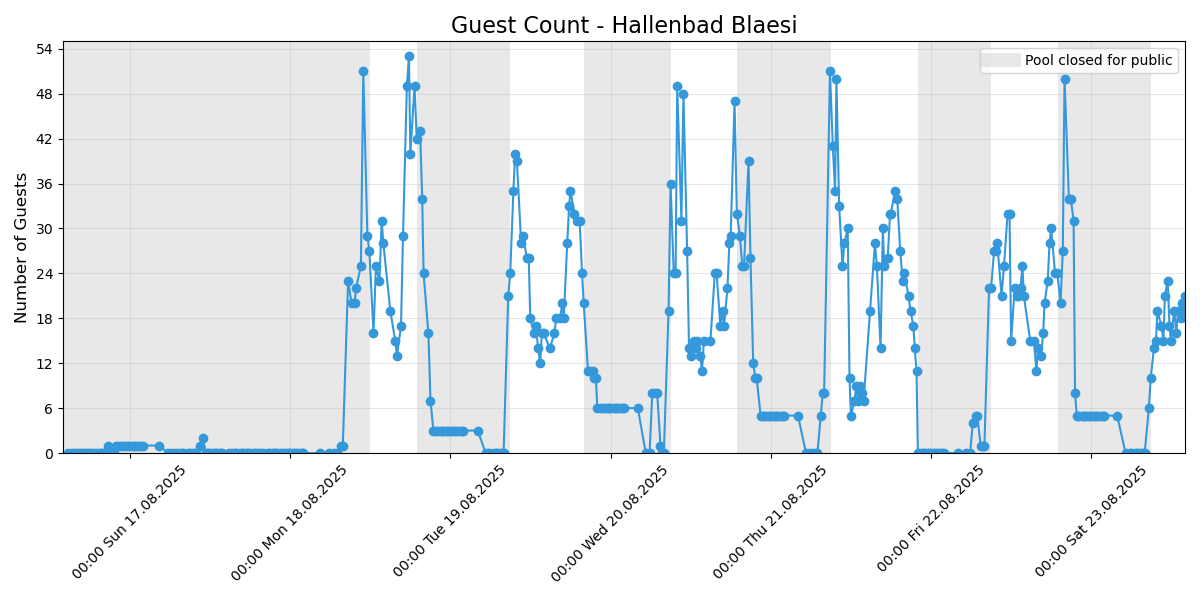 Guest Count - Hallenbad Blaesi
Pool closed for public
Number of Guests
54
48
42
36
30
24
18
12
6
0
00:00 Sun 17.08.2025
00:00 Mon 18.08.2025
00:00 Tue 19.08.2025
00:00 Wed 20.08.2025
00:00 Thu 21.08.2025
00:00 Fri 22.08.2025
00:00 Sat 23.08.2025